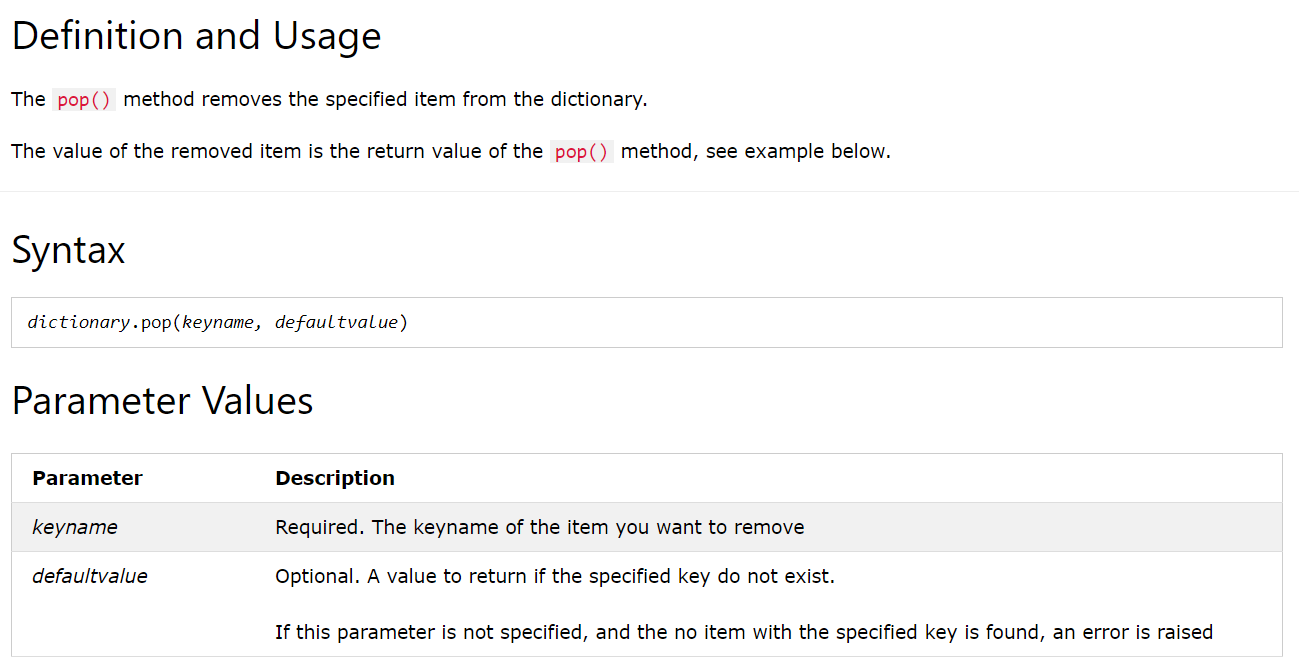 Definition and Usage
The pop() method removes the specified item from the dictionary.
The value of the removed item is the return value of the pop() method, see example below.
Syntax
dictionary.pop(keyname, defaultvalue)
Parameter Values
Parameter Description
keyname Required. The keyname of the item you want to remove
defaultvalue Optional. A value to return if the specified key do not exist.
If this parameter is not specified, and the no item with the specified key is found, an error is raised